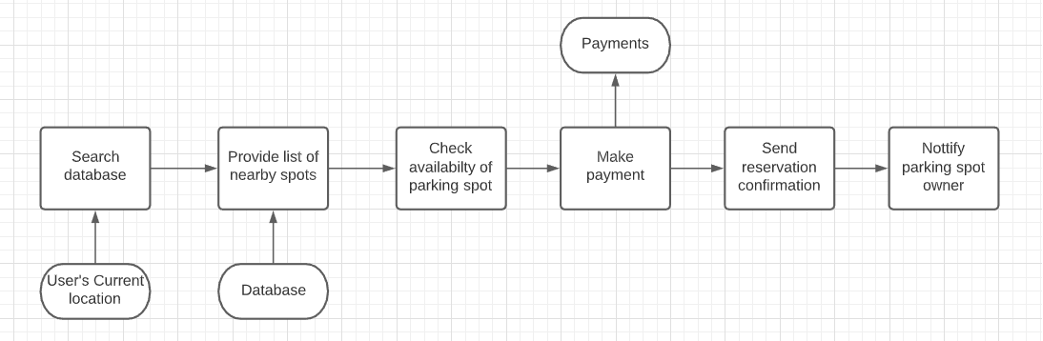 Payments
Search
database
Provide list of
nearby spots
Check
availabilty of
parking spot
Make
payment
Send
reservation
confirmation
Nottify
parking spot
owner
User's Current
location
Database